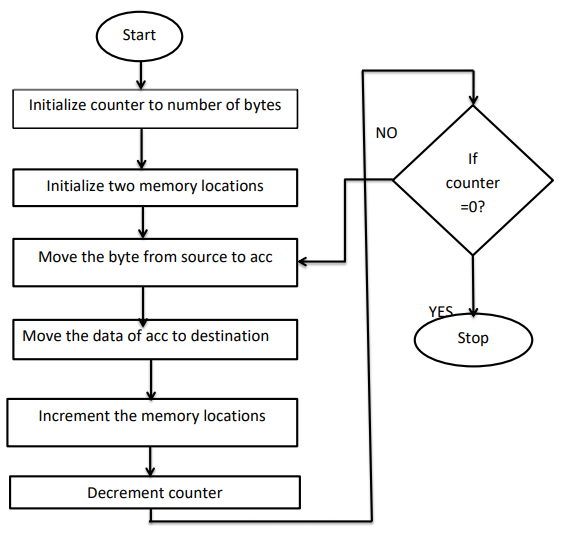 Start
Initialize counter to number of bytes
Initialize two memory locations
Move the byte from source to acc
Move the data of acc to destination
Increment the memory locations
Decrement counter
NO
If
counter
=0?
YES
Stop